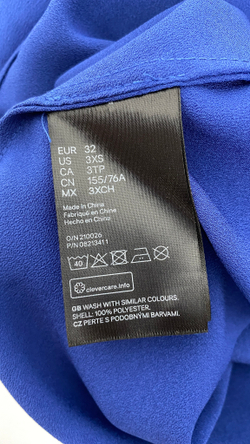 EUR 32
US 3XS
CA 3TP
CN 155/76A
MX 3XCH
Made in China
Fabriqué en Chine
Hecho en China
O/N 210026
P/N 08213411
40
clevercare.info
GB WASH WITH SIMILAR COLOURS.
SHELL: 100% POLYESTER.
CZ PERTE S PODOBNÝMI BARVAMI.